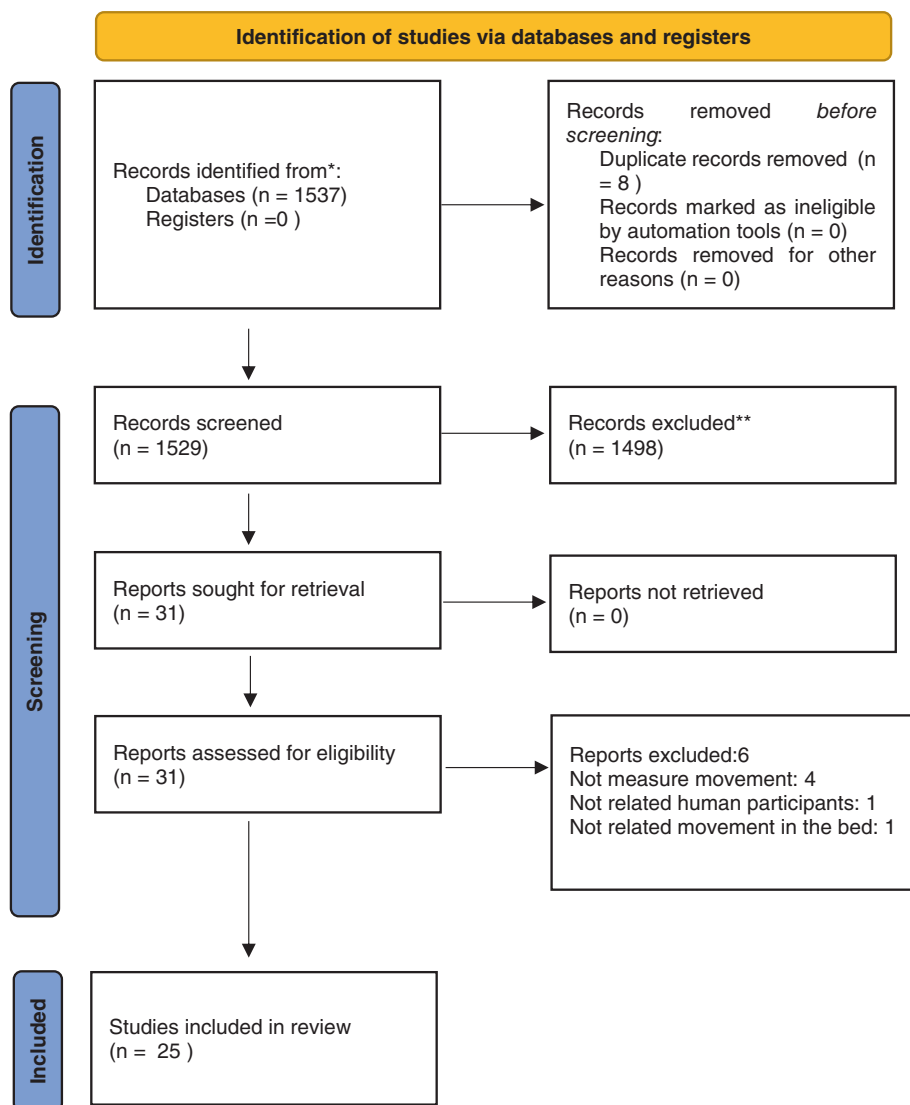 Identification of studies via databases and registers
Identification
Records identified from*:
Databases (n = 1537)
Registers (n =0 )
Records removed before
screening:
Duplicate records removed (n
= 8 )
Records marked as ineligible
by automation tools (n = 0)
Records removed for other
reasons (n = 0)
Screening
Records screened
(n = 1529)
Records excluded**
(n = 1498)
Reports sought for retrieval
(n = 31)
Reports not retrieved
(n = 0)
Reports assessed for eligibility
(n = 31)
Reports excluded:6
Not measure movement: 4
Not related human participants: 1
Not related movement in the bed: 1
Included
Studies included in review
(n = 25 )